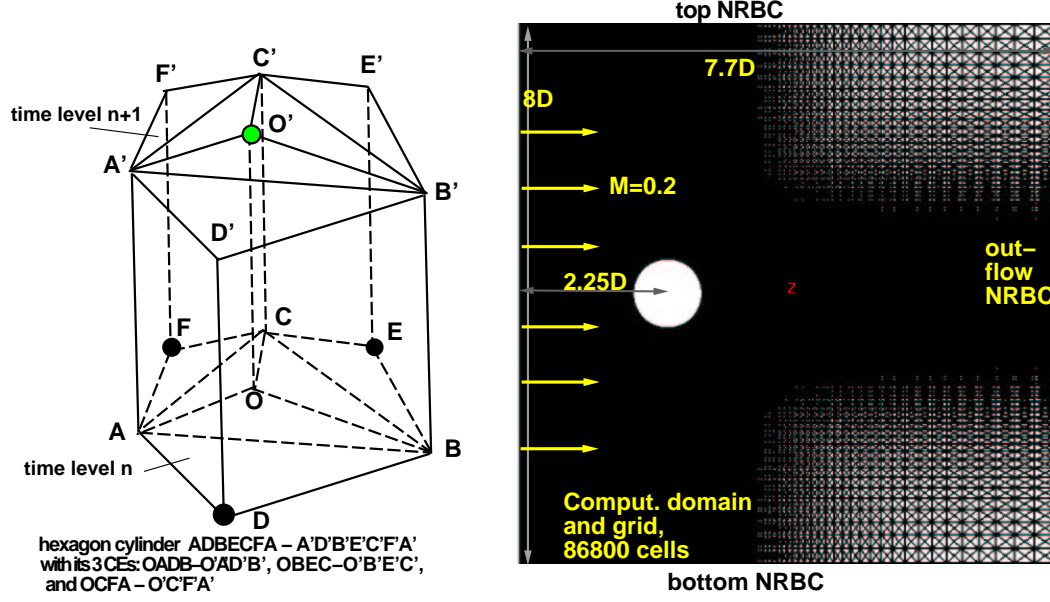 C'
F'
E'
time level n+1
O'
A'
B'
D'
F
C
E
O
A
B
time level n
D
hexagon cylinder ADBECFA – A'D'B'E'C'F'A'
with its 3 CEs: OADB–O'A'D'B', OBEC–O'B'E'C',
and OCFA – O'C'F'A'
top NRBC
7.7D
8D
M=0.2
2.25D
z
out–
flow
NRBC
Comput. domain
and grid,
86800 cells
bottom NRBC